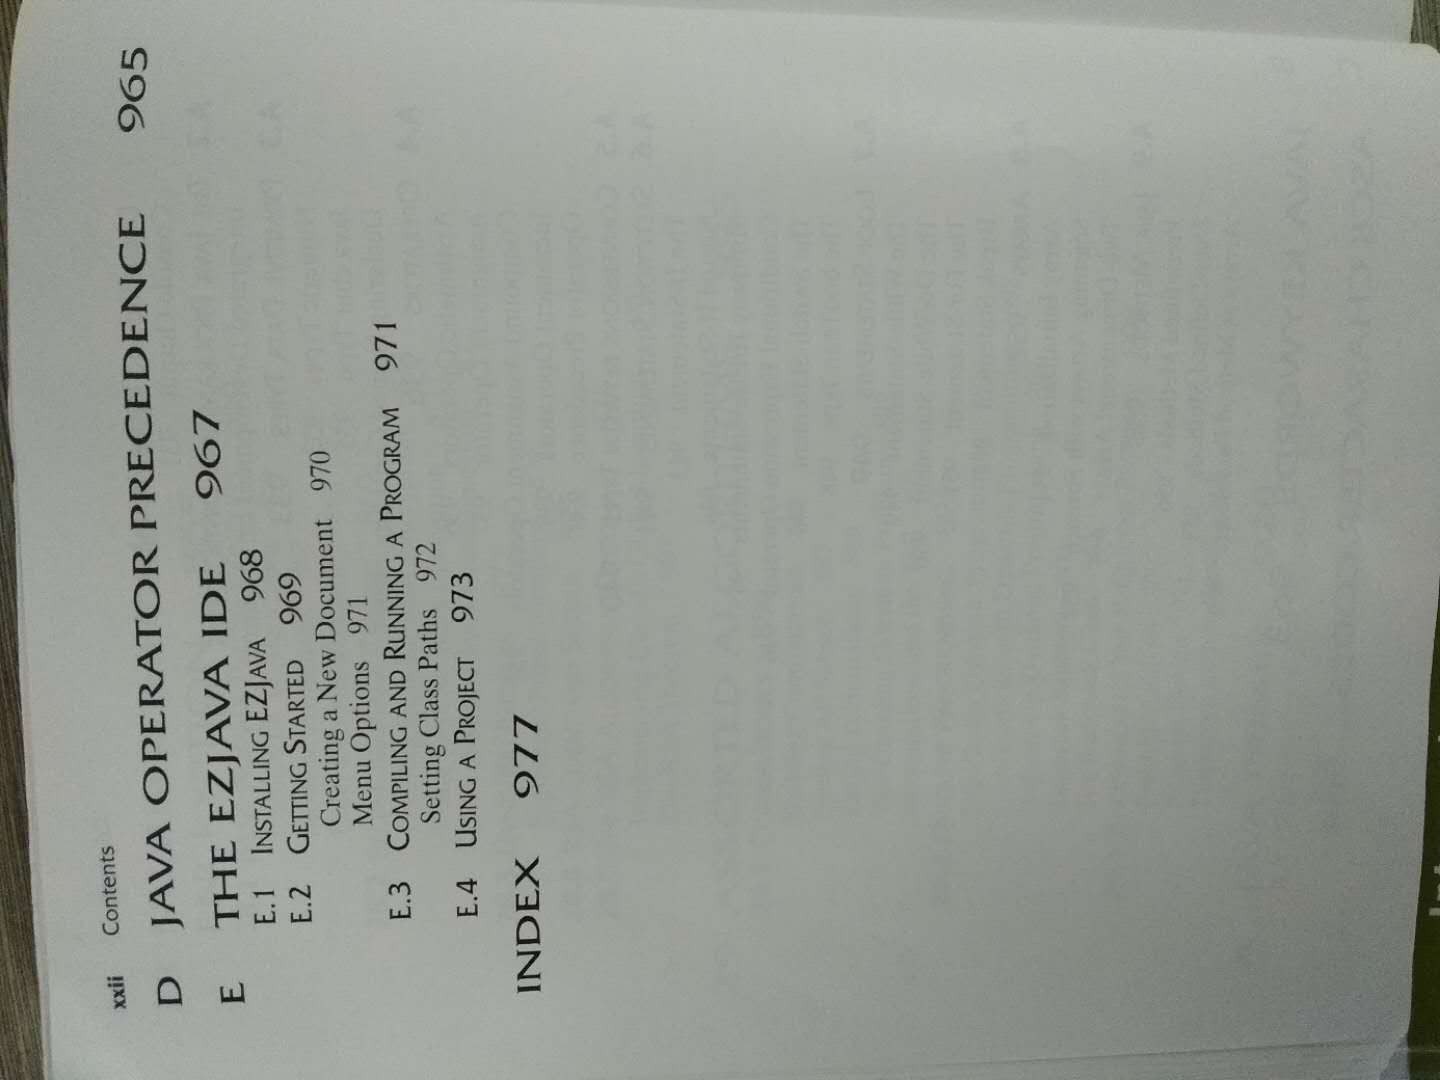 xxii Contents
D JAVA OPERATOR PRECEDENCE 965
E THE EZJAVA IDE 967
E.1 INSTALLING EZJAVA 968
E.2 GETTING STARTED 969
Creating a New Document 970
Menu Options 971
E.3 COMPILING AND RUNNING A PROGRAM 971
Setting Class Paths 972
E.4 USING A PROJECT 973
INDEX 977